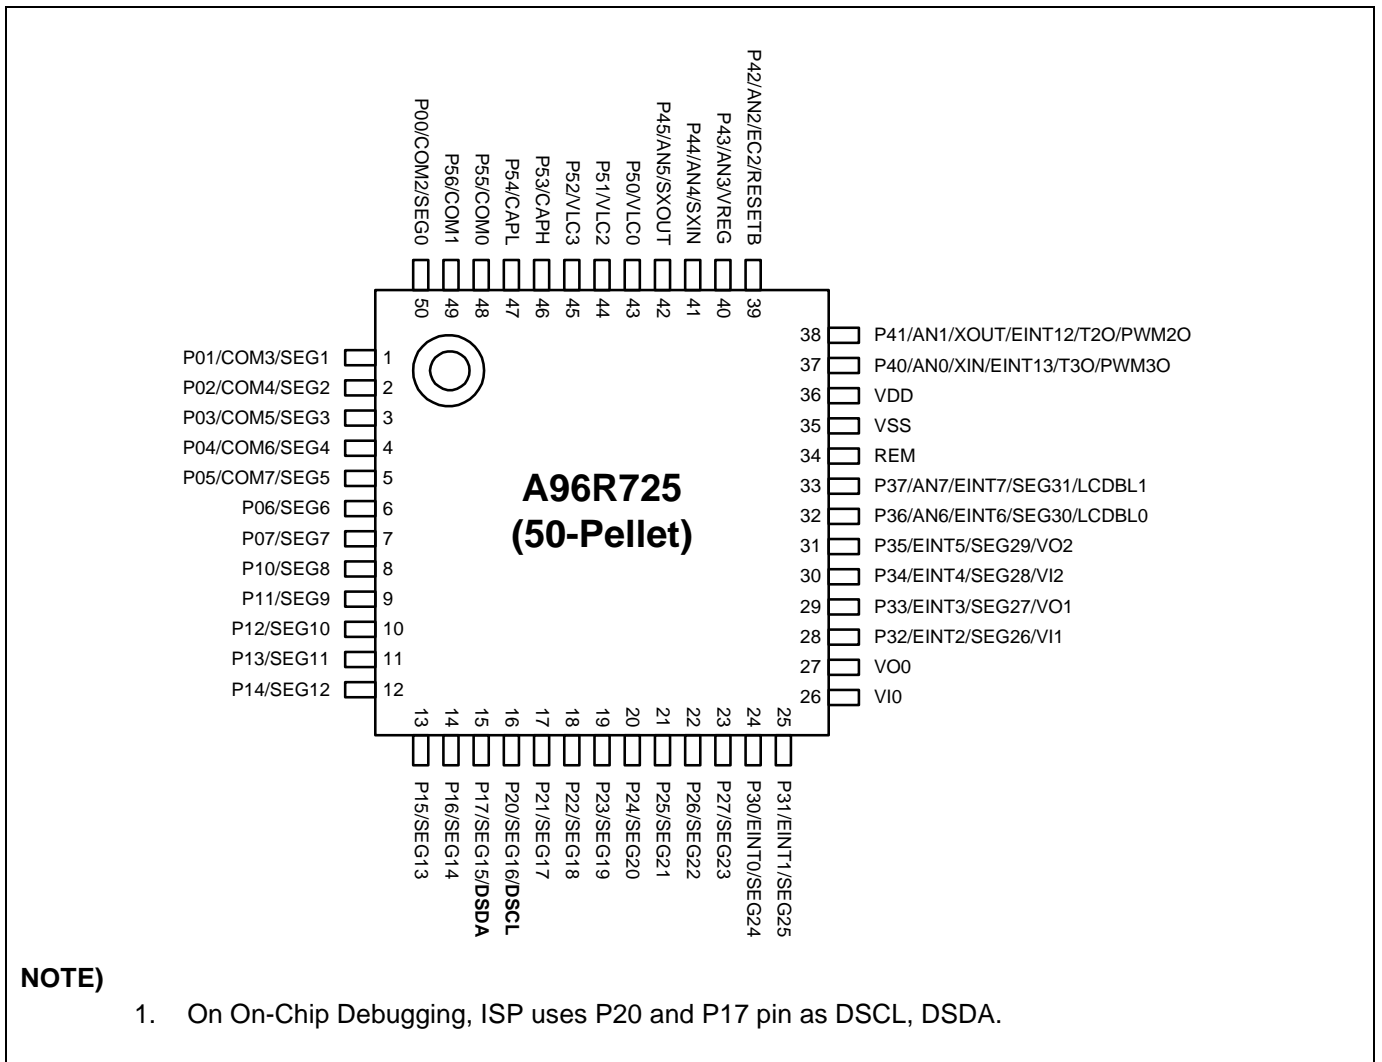 P00/COM2/SEG0
P56/COM1
P55/COM0
P54/CAPL
P53/CAPH
P52/VLC3
P51/VLC2
P50/VLC0
P45/AN5/SXOUT
P44/AN4/SXIN
P43/AN3/VREG
P42/AN2/EC2/RESETB
50
49
48
47
46
45
44
43
42
41
40
39
P01/COM3/SEG1 1
P02/COM4/SEG2 2
P03/COM5/SEG3 3
P04/COM6/SEG4 4
P05/COM7/SEG5 5
P06/SEG6 6
P07/SEG7 7
P10/SEG8 8
P11/SEG9 9
P12/SEG10 10
P13/SEG11 11
P14/SEG12 12
A96R725
(50-Pellet)
38 P41/AN1/XOUT/EINT12/T2O/PWM2O
37 P40/AN0/XIN/EINT13/T3O/PWM3O
36 VDD
35 VSS
34 REM
33 P37/AN7/EINT7/SEG31/LCDBL1
32 P36/AN6/EINT6/SEG30/LCDBL0
31 P35/EINT5/SEG29/VO2
30 P34/EINT4/SEG28/VI2
29 P33/EINT3/SEG27/VO1
28 P32/EINT2/SEG26/VI1
27 VO0
26 VI0
13
14
15
16
17
18
19
20
21
22
23
24
25
P15/SEG13
P16/SEG14
P17/SEG15/DSDA
P20/SEG16/DSCL
P21/SEG17
P22/SEG18
P23/SEG19
P24/SEG20
P25/SEG21
P26/SEG22
P27/SEG23
P30/EINT0/SEG24
P31/EINT1/SEG25
NOTE)
1. On On-Chip Debugging, ISP uses P20 and P17 pin as DSCL, DSDA.